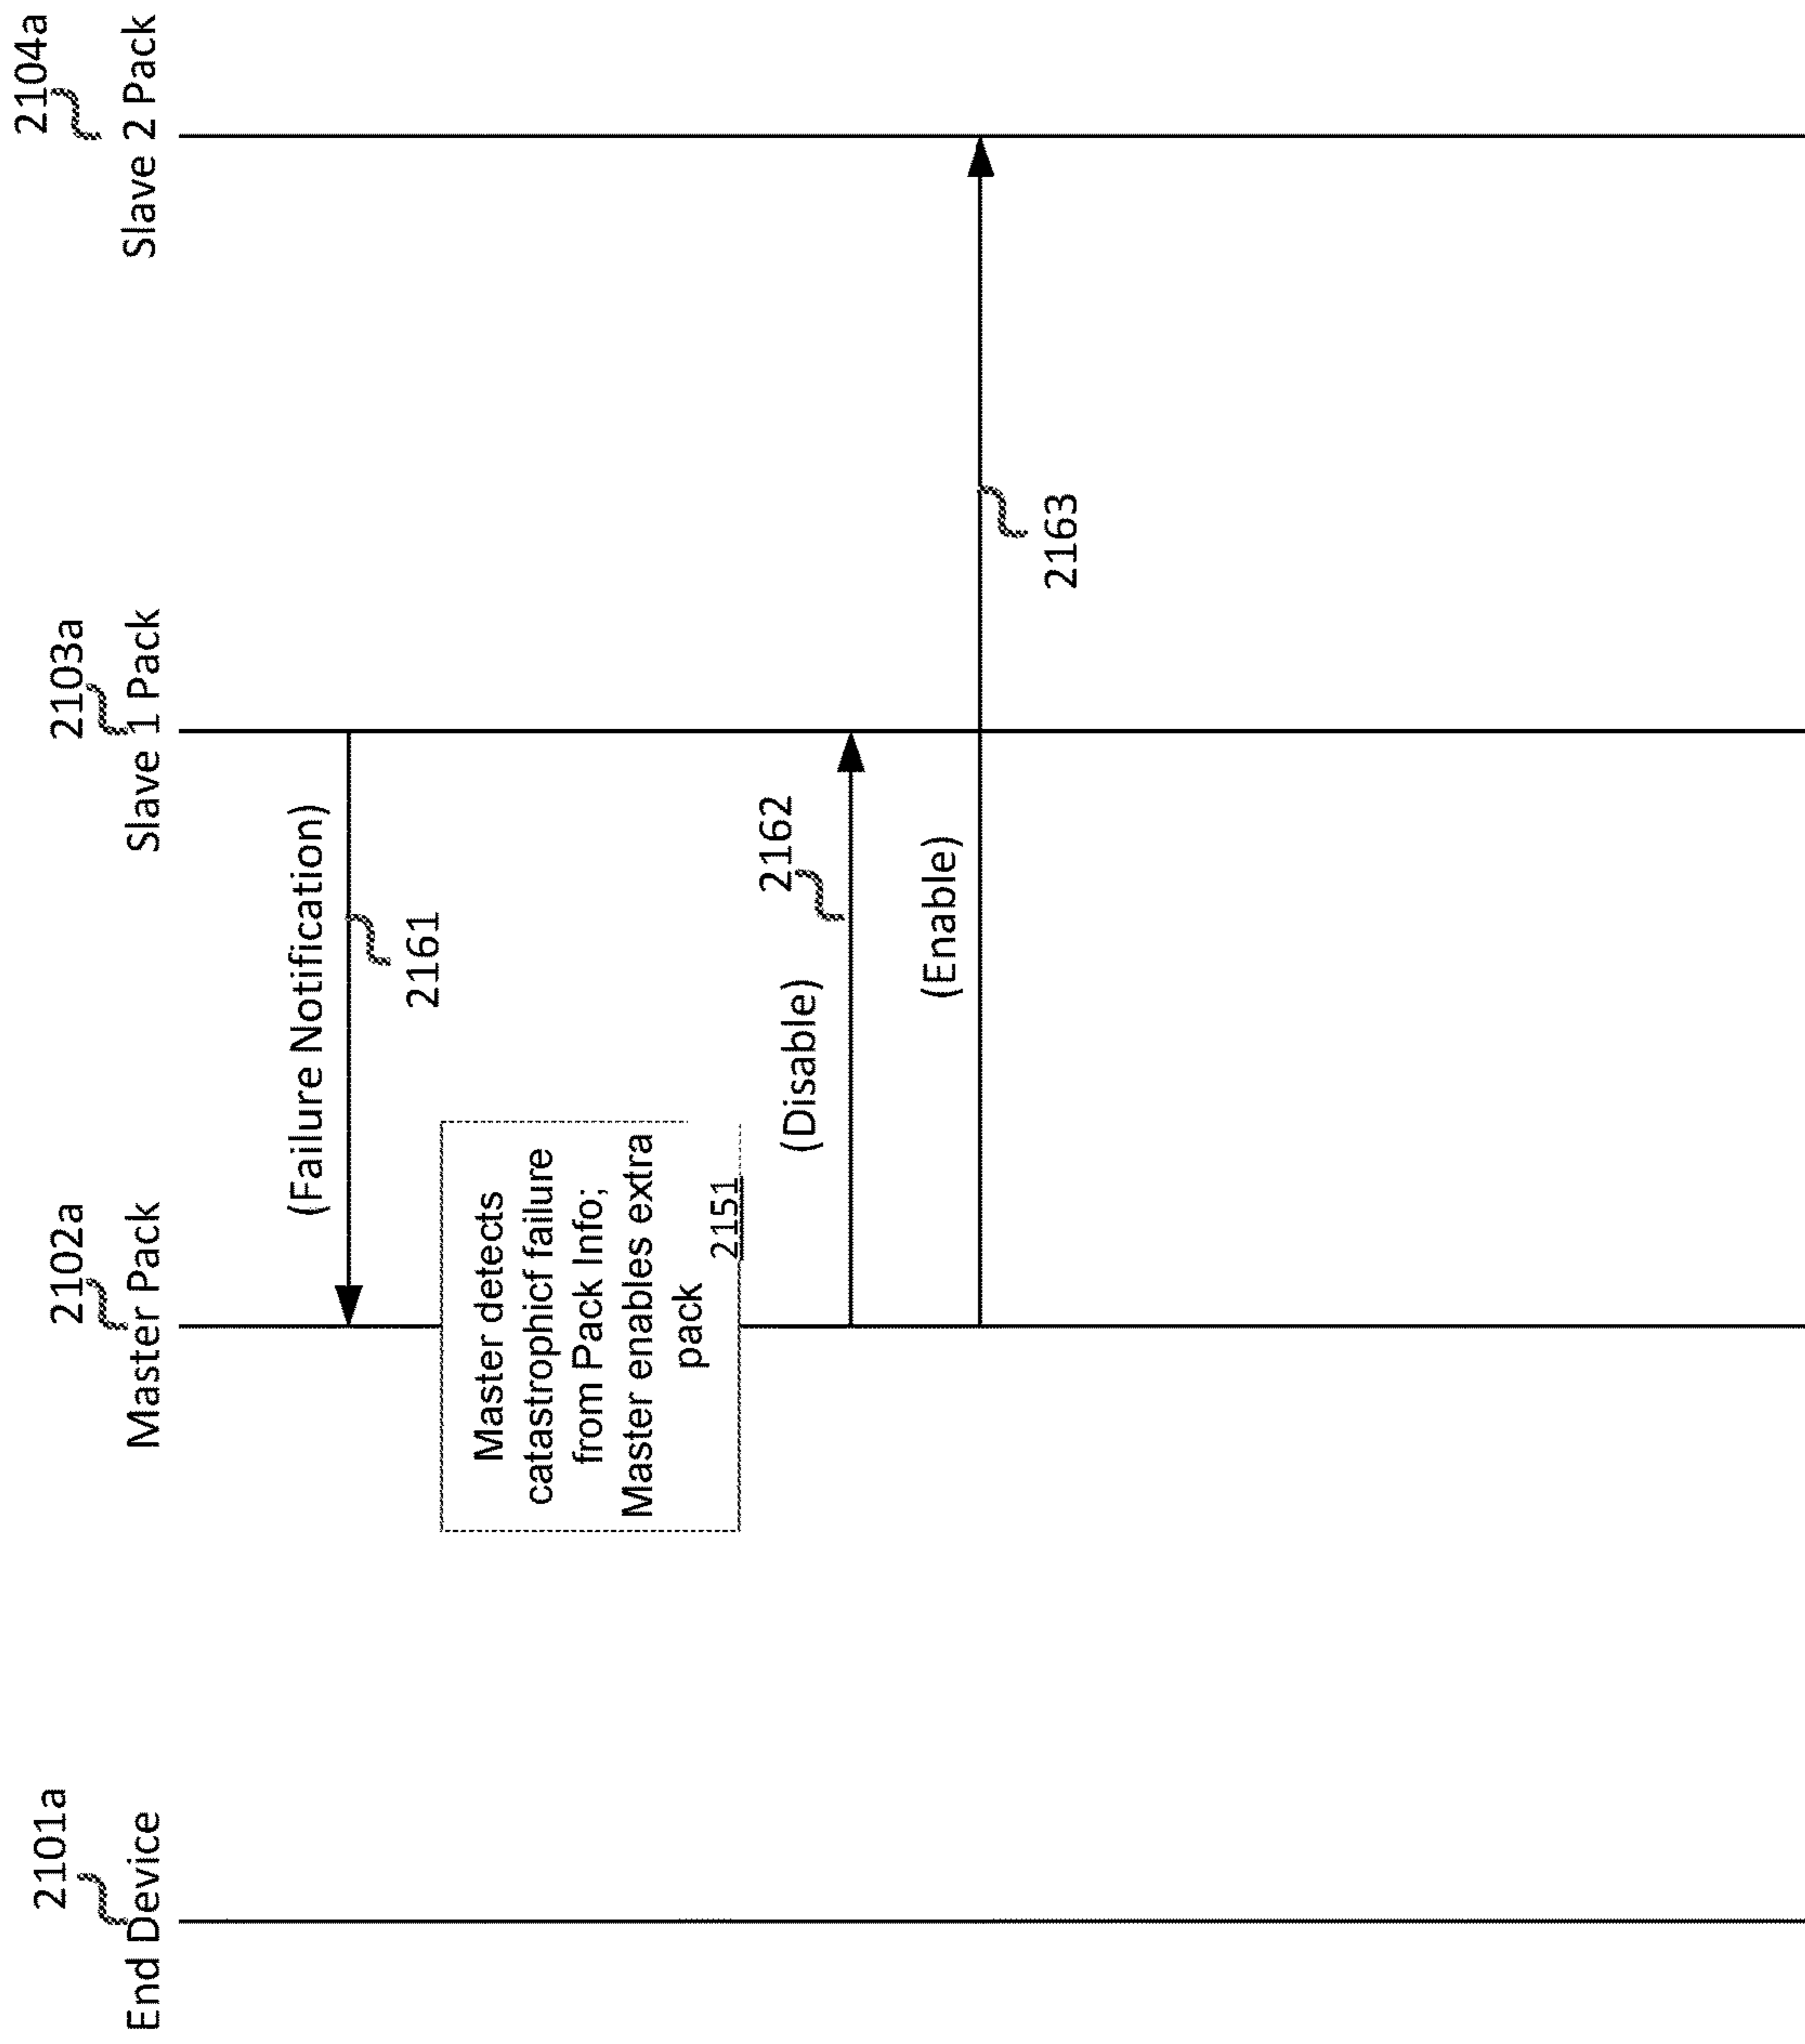 2101a
End Device
2102a
Master Pack
2103a
Slave 1 Pack
2104a
Slave 2 Pack
(Failure Notification)
2161
Master detects
catastrophicf failure
from Pack Info;
Master enables extra
pack
2151
(Disable)
2162
(Enable)
2163